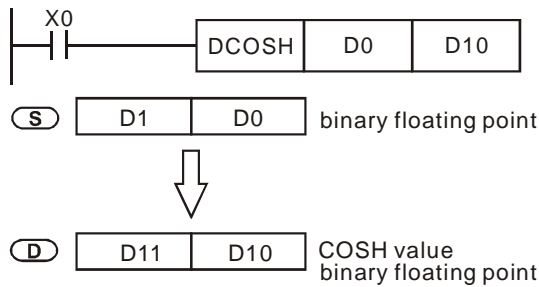 X0
DCOSH D0 D10
S D1 D0 binary floating point
D D11 D10 COSH value
binary floating point